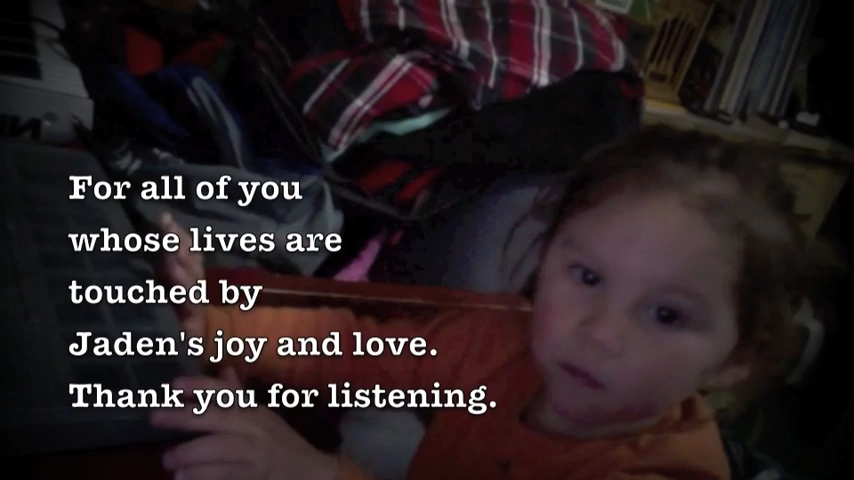 For all of you
whose lives are
touched by
Jaden's joy and love.
Thank you for listening.